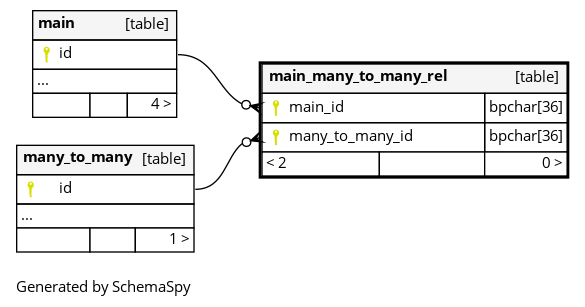 main [table]
id
...
4 >
main_many_to_many_rel [table]
main_id bpchar[36]
many_to_many_id bpchar[36]
< 2 0 >
many_to_many [table]
id
...
1 >
Generated by SchemaSpy